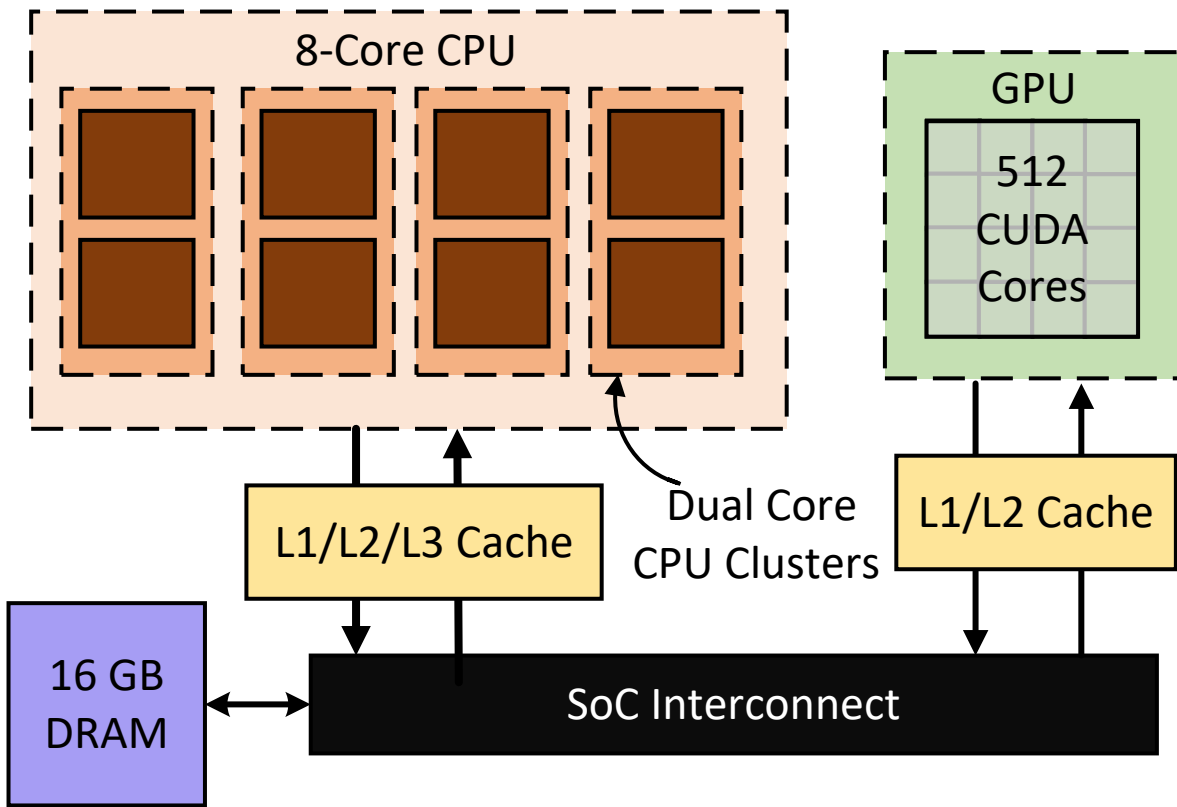 8-Core CPU
GPU
512
CUDA
Cores
Dual Core
CPU Clusters
L1/L2/L3 Cache
L1/L2 Cache
16 GB
DRAM
SoC Interconnect